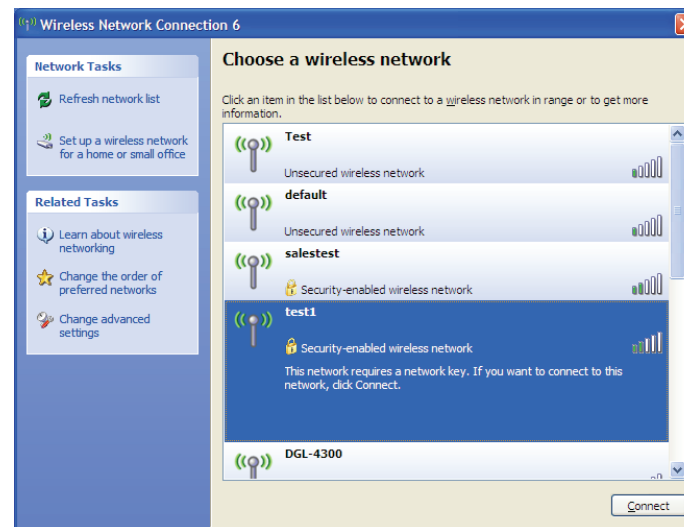 Wireless Network Connection 6
Network Tasks
Refresh network list
Set up a wireless network
for a home or small office
Related Tasks
Learn about wireless
networking
Change the order of
preferred networks
Change advanced
settings
Choose a wireless network
Click an item in the list below to connect to a wireless network in range or to get more
information.
Test
Unsecured wireless network
default
Unsecured wireless network
salestest
Security-enabled wireless network
test1
Security-enabled wireless network
This network requires a network key. If you want to connect to this
network, click Connect.
DGL-4300
Connect